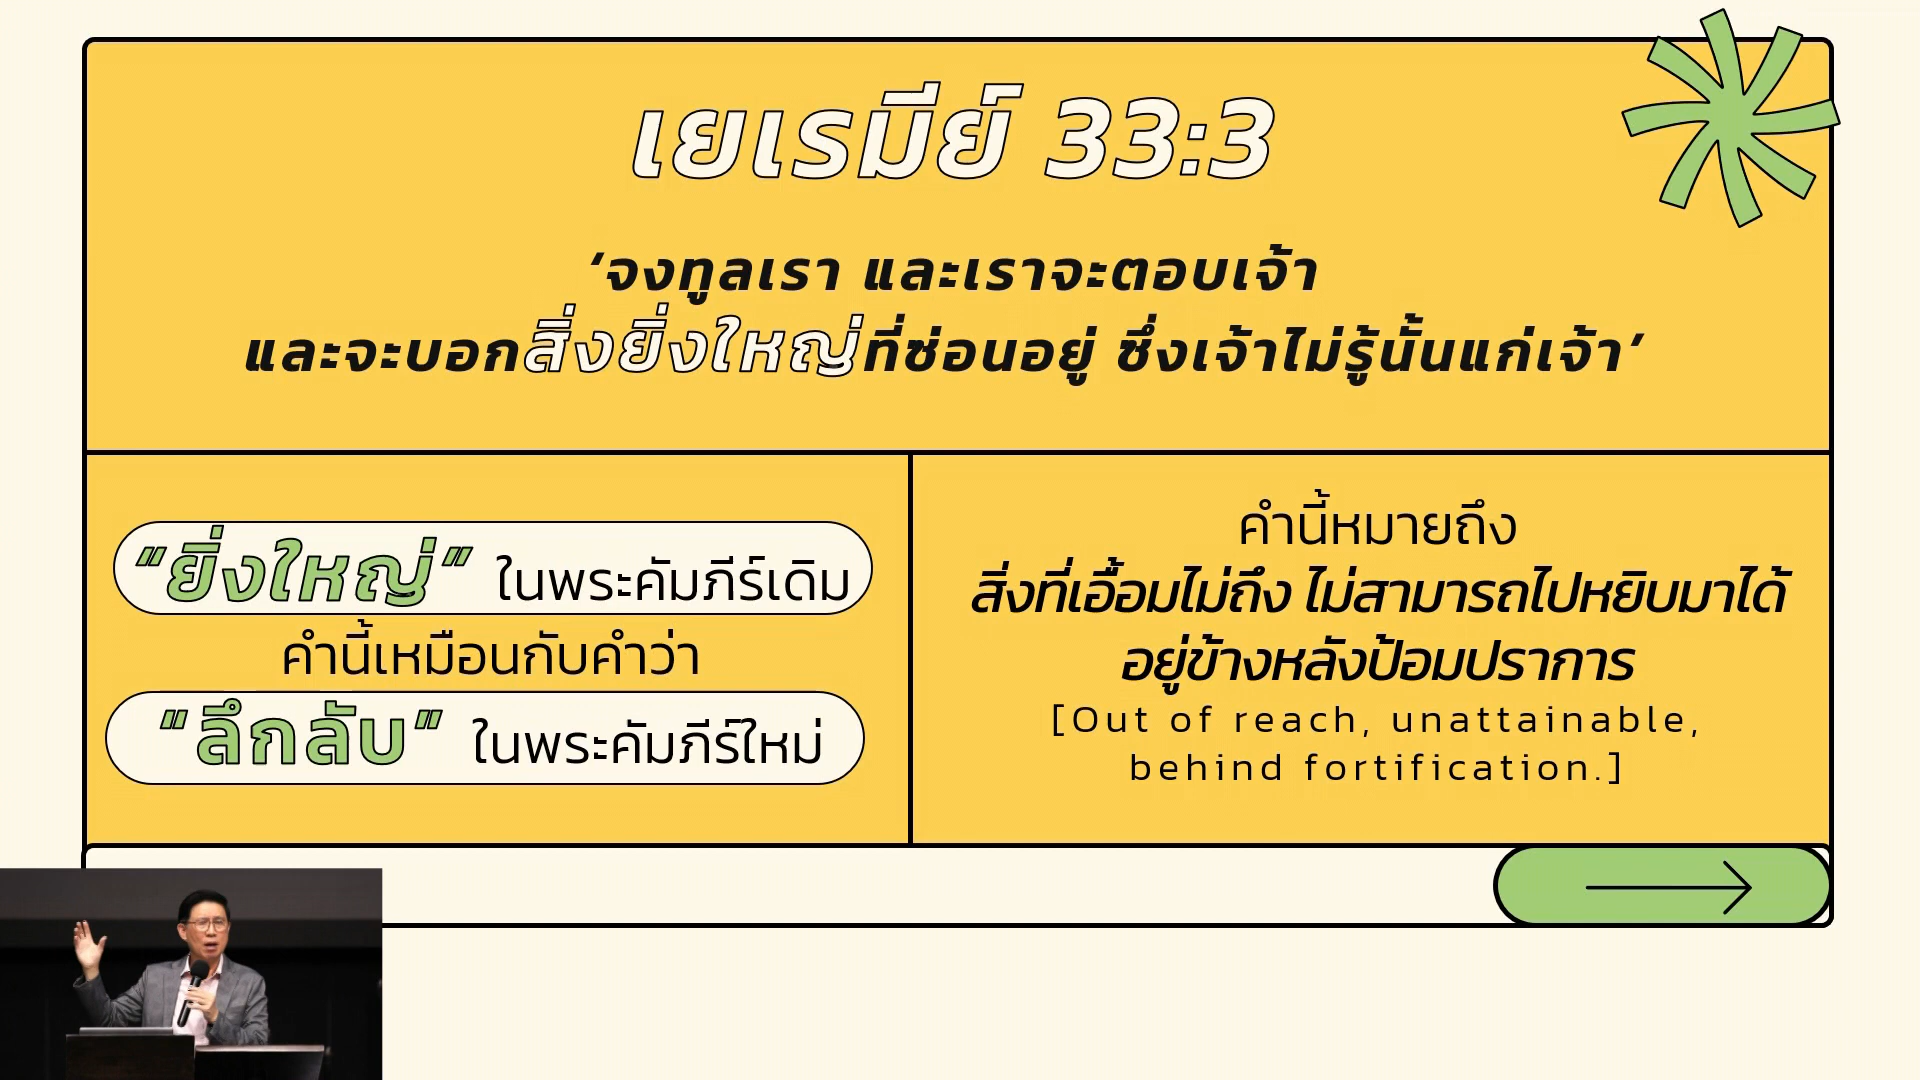 เยเรมีย์ 33:3
‘จงทูลเรา และเราจะตอบเจ้า
และจะบอกสิ่งยิ่งใหญ่ที่ซ่อนอยู่ ซึ่งเจ้าไม่รู้นั้นแก่เจ้า’
“ยิ่งใหญ่” ในพระคัมภีร์เดิม
คำนี้เหมือนกับคำว่า
“ลึกลับ” ในพระคัมภีร์ใหม่
คำนี้หมายถึง
สิ่งที่เอื้อมไม่ถึง ไม่สามารถไปหยิบมาได้
อยู่ข้างหลังป้อมปราการ
[Out of reach, unattainable,
behind fortification.]